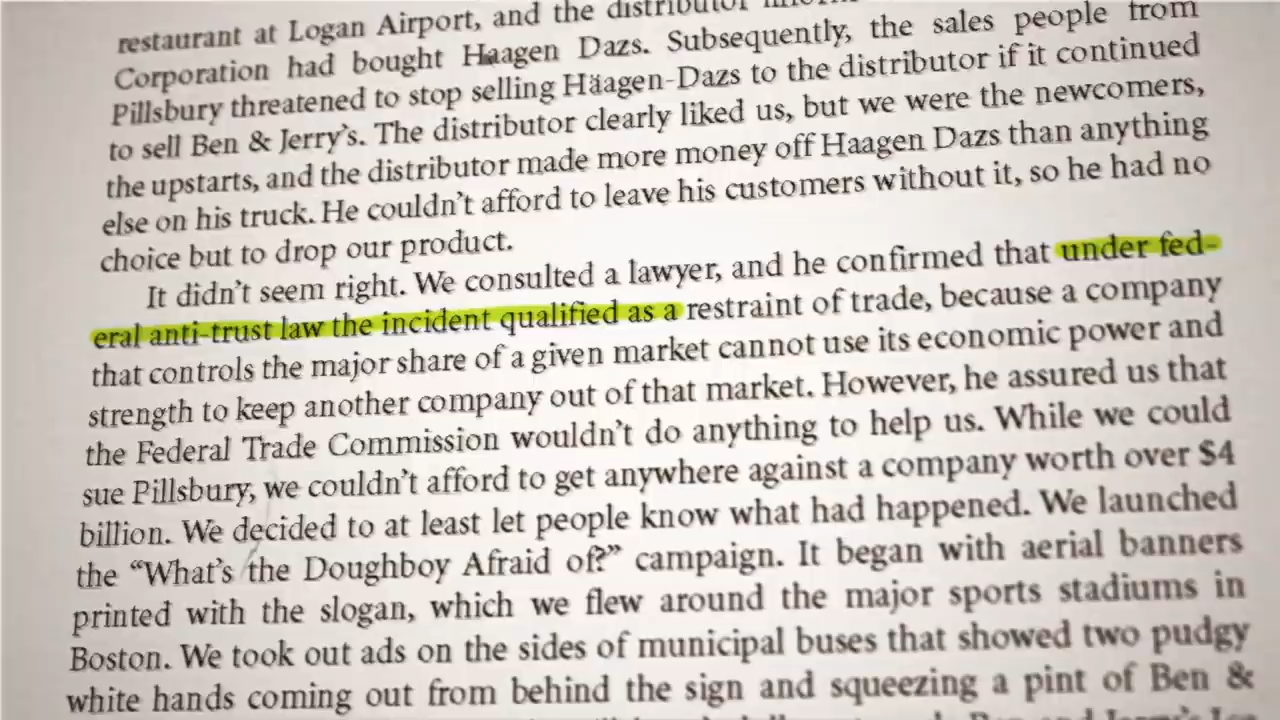 restaurant at Logan Airport, and the distributor
Corporation had bought Haagen Dazs. Subsequently, the sales people from
Pillsbury threatened to stop selling Häagen-Dazs to the distributor if it continued
to sell Ben & Jerry's. The distributor clearly liked us, but we were the newcomers,
the upstarts, and the distributor made more money off Haagen Dazs than anything
else on his truck. He couldn't afford to leave his customers without it, so he had no
choice but to drop our product.
It didn't seem right. We consulted a lawyer, and he confirmed that under fed-
eral anti-trust law the incident qualified as a restraint of trade, because a company
that controls the major share of a given market cannot use its economic power and
strength to keep another company out of that market. However, he assured us that
the Federal Trade Commission wouldn't do anything to help us. While we could
sue Pillsbury, we couldn't afford to get anywhere against a company worth over $4
billion. We decided to at least let people know what had happened. We launched
the “What's the Doughboy Afraid of?” campaign. It began with aerial banners
printed with the slogan, which we flew around the major sports stadiums in
Boston. We took out ads on the sides of municipal buses that showed two pudgy
white hands coming out from behind the sign and squeezing a pint of Ben &